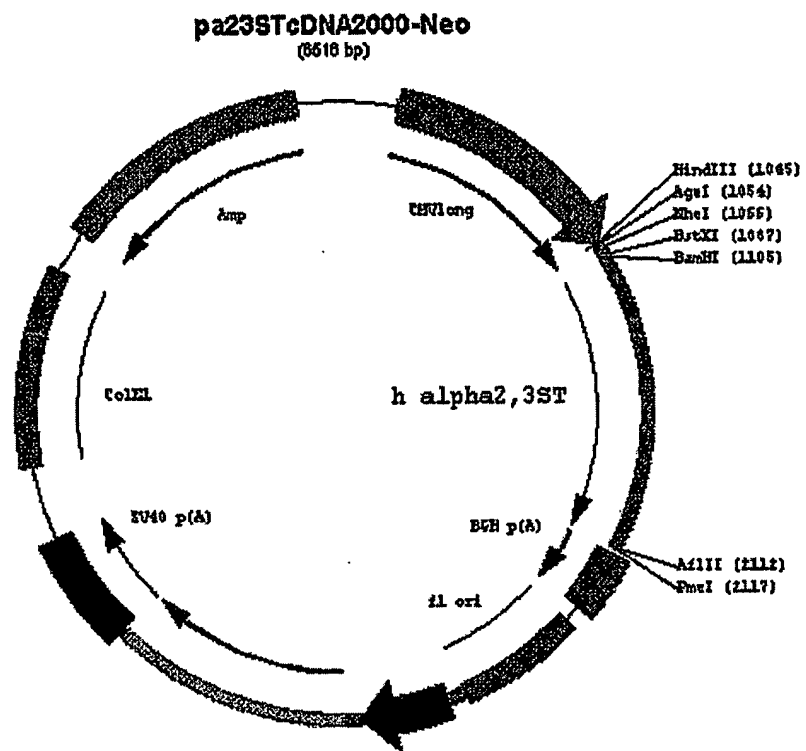 pa23STcDNA2000-Neo
(6516 bp)
HindIII (1045)
AgeI (1054)
NheI (1055)
BstXI (1067)
BamHI (1105)
Amp
CMVlong
ColE1
h alpha2,3ST
SV40 p(A)
BGH p(A)
f1 ori
AflII (2112)
PmeI (2117)